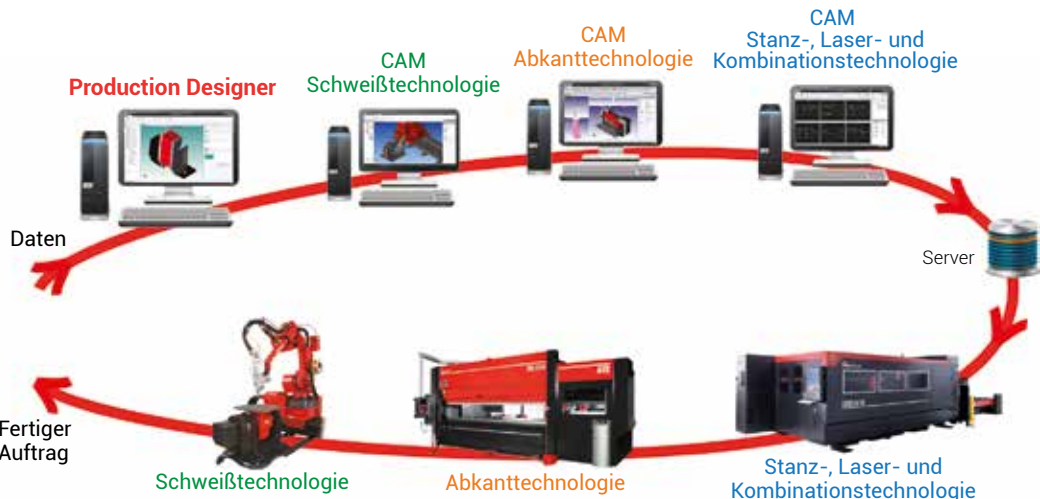 CAM
Stanz-, Laser- und
Kombinationstechnologie
CAM
Abkanttechnologie
CAM
Schweißtechnologie
Production Designer
Daten
Server
Fertiger
Auftrag
Schweißtechnologie
Abkanttechnologie
Stanz-, Laser- und
Kombinationstechnologie